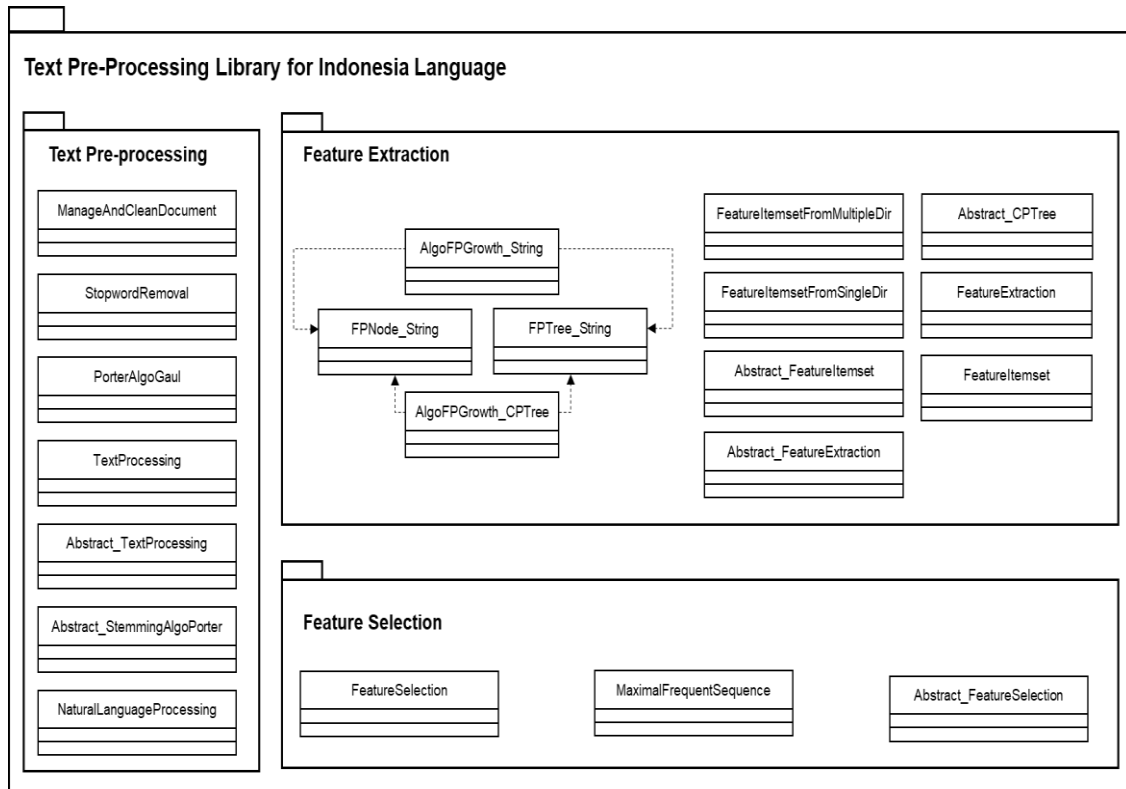 Text Pre-Processing Library for Indonesia Language
Text Pre-processing
ManageAndCleanDocument
StopwordRemoval
PorterAlgoGaul
TextProcessing
Abstract_TextProcessing
Abstract_StemmingAlgoPorter
NaturalLanguageProcessing
Feature Extraction
AlgoFPGrowth_String
FPNode_String
FPTree_String
AlgoFPGrowth_CPTree
FeatureItemsetFromMultipleDir
Abstract_CPTree
FeatureItemsetFromSingleDir
FeatureExtraction
Abstract_FeatureItemset
FeatureItemset
Abstract_FeatureExtraction
Feature Selection
FeatureSelection
MaximalFrequentSequence
Abstract_FeatureSelection